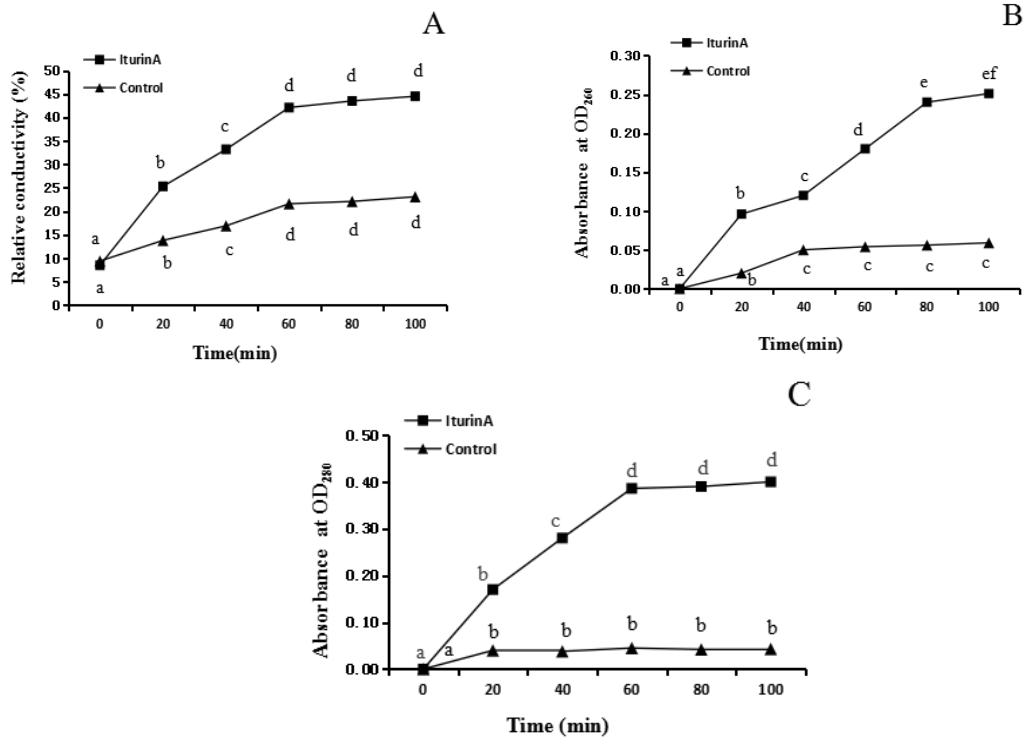 A
IturinA
Control
Relative conductivity (%)
50
45
40
35
30
25
20
15
10
5
0
a
b
c
d
d
d
a
b
c
d
d
d
0 20 40 60 80 100
Time(min)
B
IturinA
Control
Absorbance at OD260
0.30
0.25
0.20
0.15
0.10
0.05
0.00
a
b
c
d
e
ef
a
b
c
c
c
c
0 20 40 60 80 100
Time(min)
C
IturinA
Control
Absorbance at OD280
0.50
0.40
0.30
0.20
0.10
0.00
a
b
c
d
d
d
a
b
b
b
b
b
0 20 40 60 80 100
Time (min)